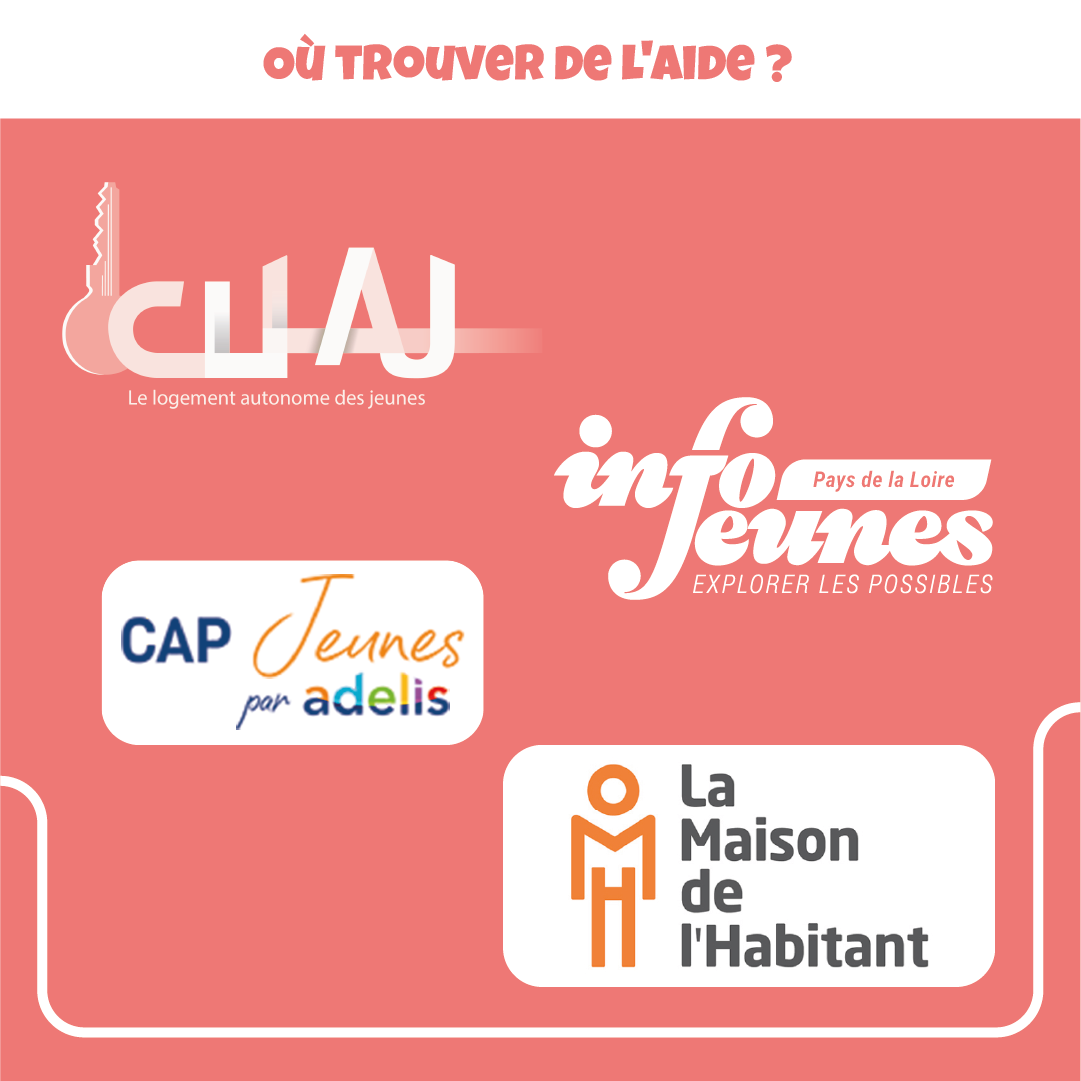 où trouver de l'aide ?
CLLAJ
Le logement autonome des jeunes
info
Pays de la Loire
Jeunes
EXPLORER LES POSSIBLES
CAP Jeunes
par adelis
La
Maison
de
l'Habitant